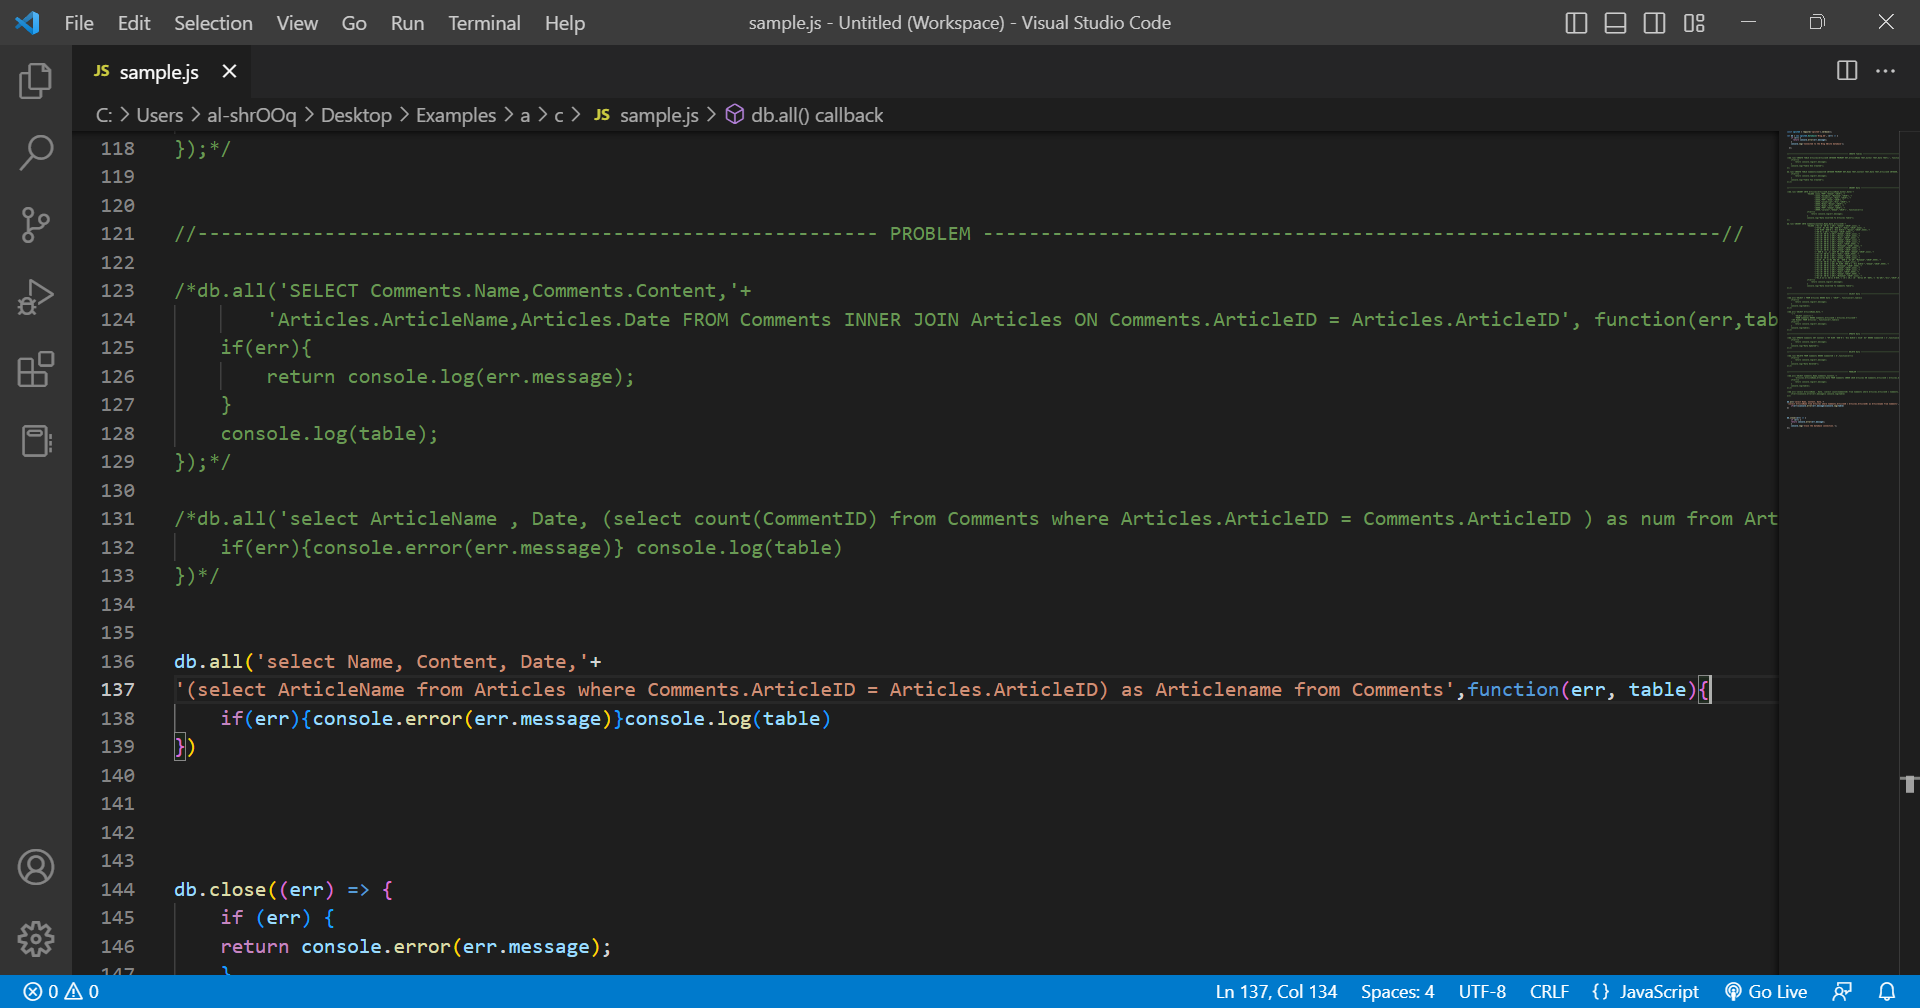 File Edit Selection View Go Run Terminal Help sample.js - Untitled (Workspace) - Visual Studio Code
JS sample.js
C: > Users > al-shrOOq > Desktop > Examples > a > c > JS sample.js > db.all() callback
118 });*/
119
120
121 //----------------------------------------------------------- PROBLEM ----------------------------------------------------------------//
122
123 /*db.all('SELECT Comments.Name,Comments.Content,'+
124 'Articles.ArticleName,Articles.Date FROM Comments INNER JOIN Articles ON Comments.ArticleID = Articles.ArticleID', function(err,tab
125 if(err){
126 return console.log(err.message);
127 }
128 console.log(table);
129 });*/
130
131 /*db.all('select ArticleName , Date, (select count(CommentID) from Comments where Articles.ArticleID = Comments.ArticleID ) as num from Art
132 if(err){console.error(err.message)} console.log(table)
133 })*/
134
135
136 db.all('select Name, Content, Date,'+
137 '(select ArticleName from Articles where Comments.ArticleID = Articles.ArticleID) as Articlename from Comments',function(err, table){
138 if(err){console.error(err.message)}console.log(table)
139 })
140
141
142
143
144 db.close((err) => {
145 if (err) {
146 return console.error(err.message);
147 }
0 0 Ln 137, Col 134 Spaces: 4 UTF-8 CRLF {} JavaScript Go Live